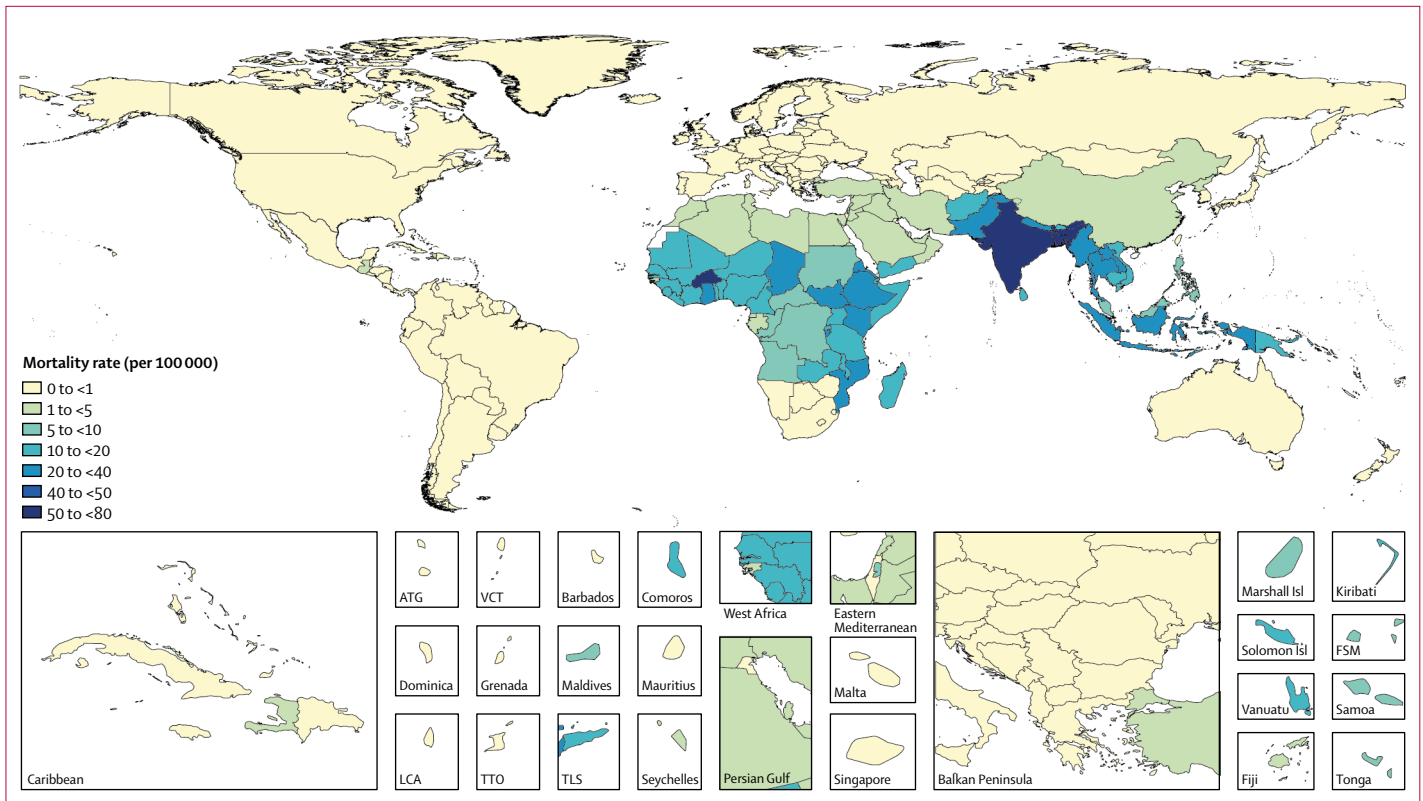 Mortality rate (per 100 000)
0 to <1
1 to <5
5 to <10
10 to <20
20 to <40
40 to <50
50 to <80
Caribbean
ATG
VCT
Barbados
Comoros
Dominica
Grenada
Maldives
Mauritius
LCA
TTO
TLS
Seychelles
West Africa
Eastern
Mediterranean
Persian Gulf
Malta
Singapore
Balkan Peninsula
Marshall Isl
Kiribati
Solomon Isl
FSM
Vanuatu
Samoa
Fiji
Tonga